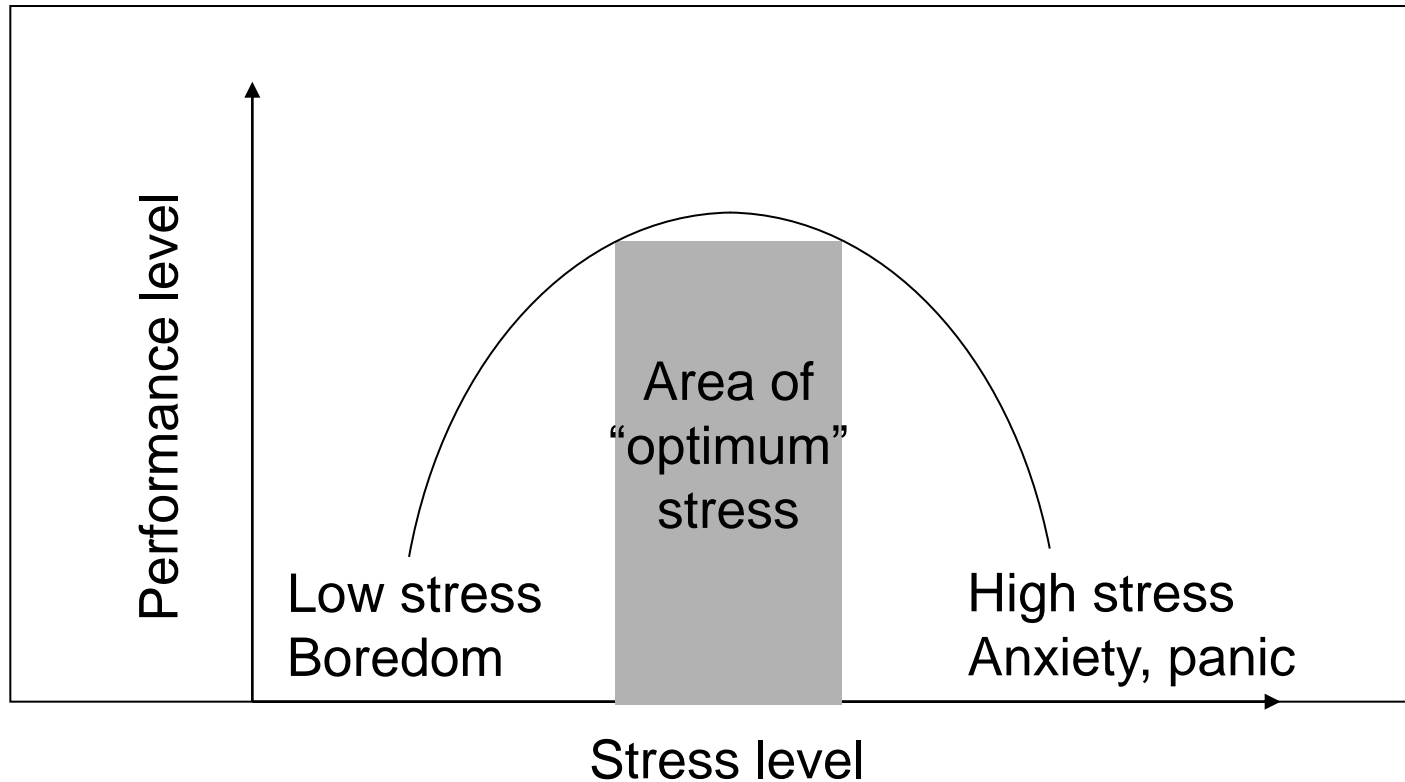 Performance level
Area of
“optimum”
stress
Low stress
Boredom
High stress
Anxiety, panic
Stress level